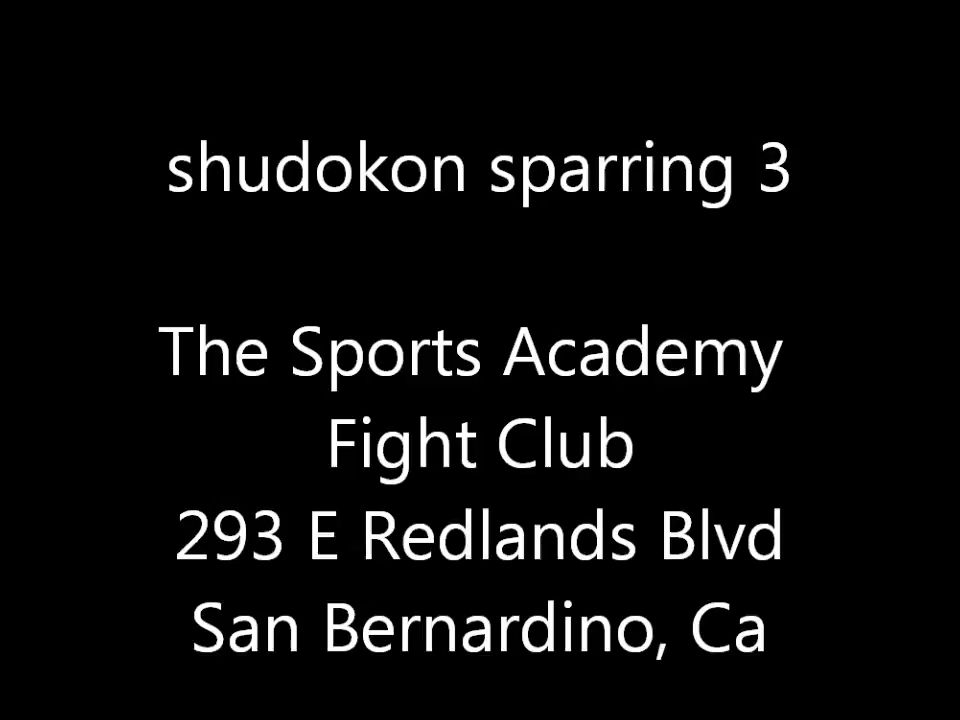 shudokon sparring 3
The Sports Academy
Fight Club
293 E Redlands Blvd
San Bernardino, Ca